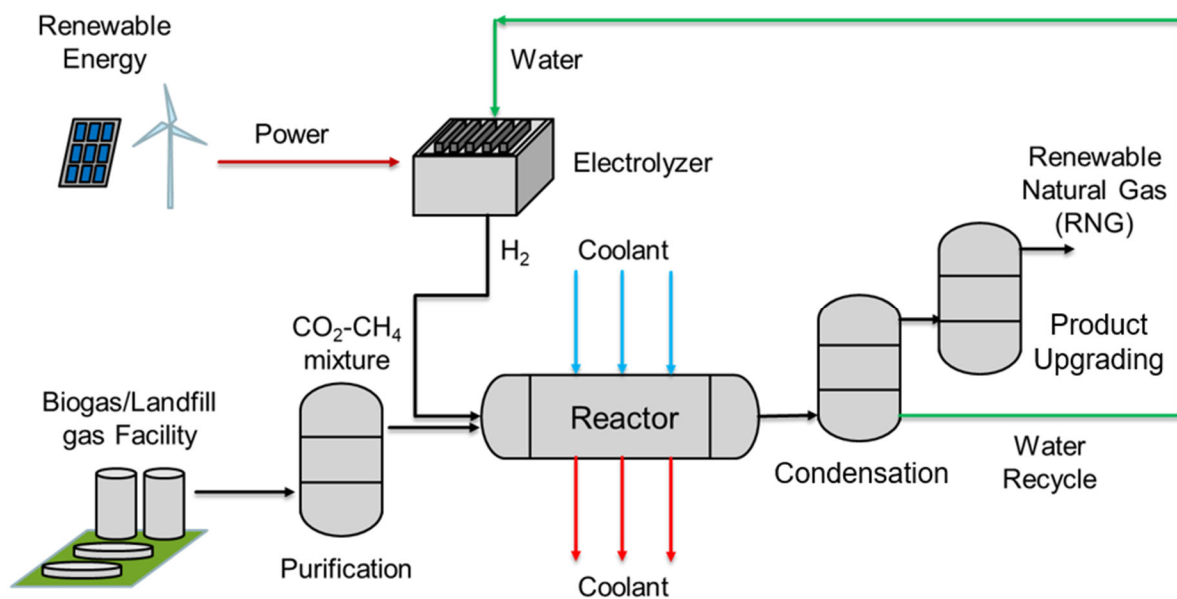 Renewable
Energy
Water
Power
Electrolyzer
H₂
Coolant
Renewable
Natural Gas
(RNG)
CO₂-CH₄
mixture
Product
Upgrading
Biogas/Landfill
gas Facility
Reactor
Condensation
Water
Recycle
Purification
Coolant